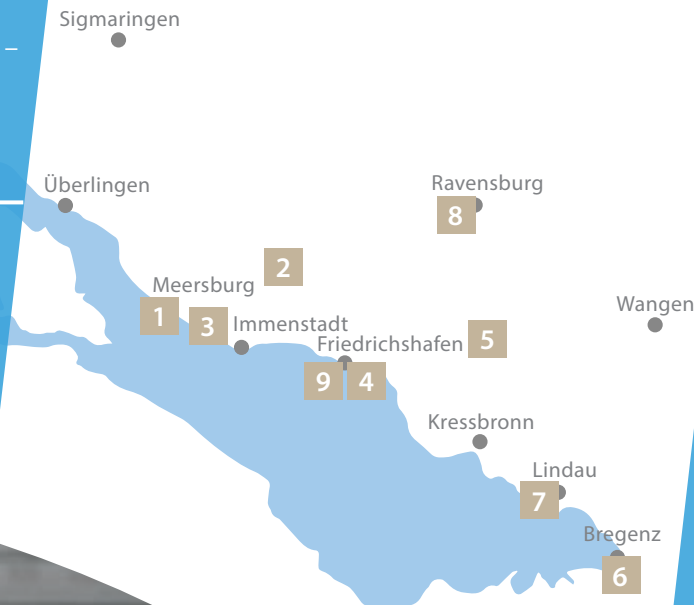 Sigmaringen
–
Überlingen
Ravensburg
8
2
Meersburg
Wangen
1
3
Immenstadt
Friedrichshafen
5
9
4
Kressbronn
Lindau
7
Bregenz
6